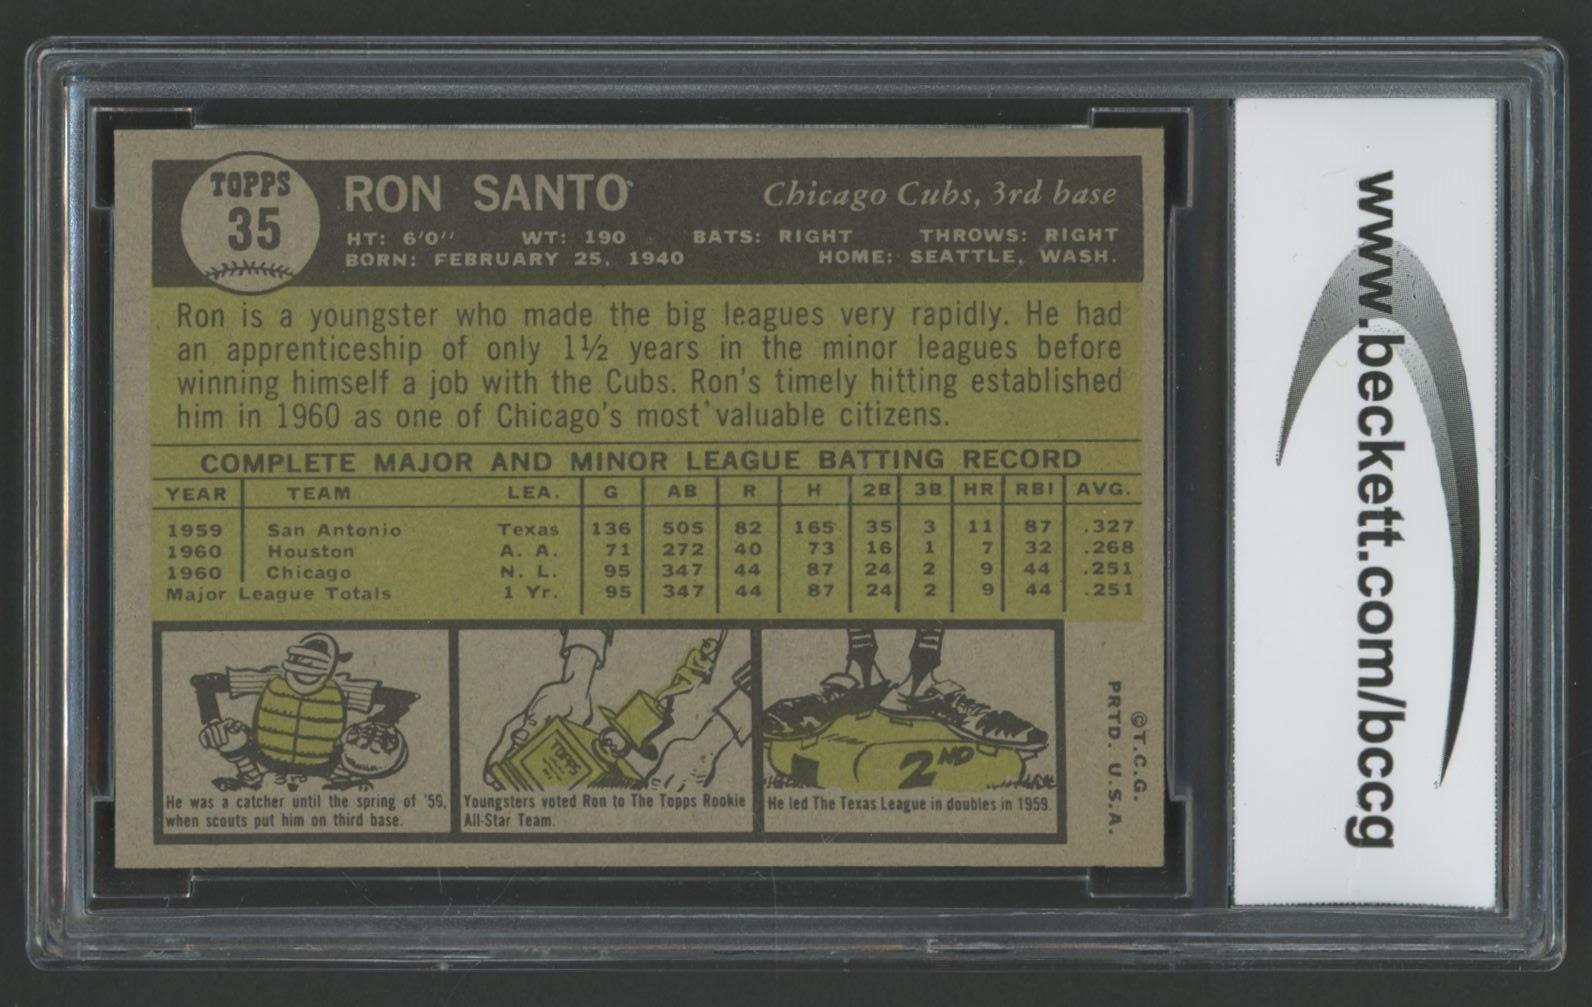 TOPPS
35
RON SANTO
Chicago Cubs, 3rd base
HT: 6'0" WT: 190 BATS: RIGHT THROWS: RIGHT
BORN: FEBRUARY 25, 1940 HOME: SEATTLE, WASH.
Ron is a youngster who made the big leagues very rapidly. He had
an apprenticeship of only 1½ years in the minor leagues before
winning himself a job with the Cubs. Ron's timely hitting established
him in 1960 as one of Chicago's most valuable citizens.
COMPLETE MAJOR AND MINOR LEAGUE BATTING RECORD
YEAR TEAM LEA. G AB R H 2B 3B HR RBI AVG.
1959 San Antonio Texas 136 505 82 165 35 3 11 87 .327
1960 Houston A. A. 71 272 40 73 16 1 7 32 .268
1960 Chicago N. L. 95 347 44 87 24 2 9 44 .251
Major League Totals 1 Yr. 95 347 44 87 24 2 9 44 .251
He was a catcher until the spring of '59,
when scouts put him on third base.
TOPPS
Youngsters voted Ron to The Topps Rookie
All-Star Team.
2ND
He led The Texas League in doubles in 1959.
©T.C.G.
PRTD. U.S.A.
www.beckett.com/bccg